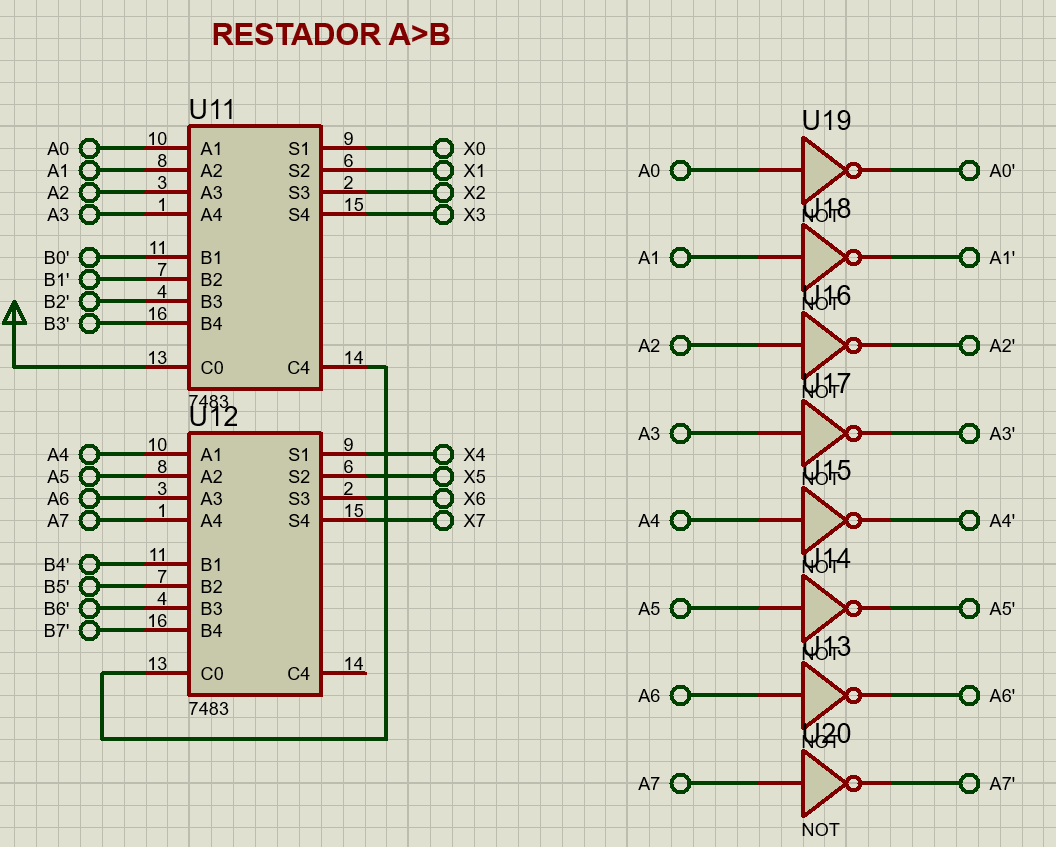 RESTADOR A>B
U11
A0 10 A1 S1 9 X0
A1 8 A2 S2 6 X1
A2 3 A3 S3 2 X2
A3 1 A4 S4 15 X3
B0' 11 B1
B1' 7 B2
B2' 4 B3
B3' 16 B4
13 C0 C4 14
7483
U12
A4 10 A1 S1 9 X4
A5 8 A2 S2 6 X5
A6 3 A3 S3 2 X6
A7 1 A4 S4 15 X7
B4' 11 B1
B5' 7 B2
B6' 4 B3
B7' 16 B4
13 C0 C4 14
7483
U19
A0 A0'
NOT
U18
A1 A1'
NOT
U16
A2 A2'
NOT
U17
A3 A3'
NOT
U15
A4 A4'
NOT
U14
A5 A5'
NOT
U13
A6 A6'
NOT
U20
A7 A7'
NOT